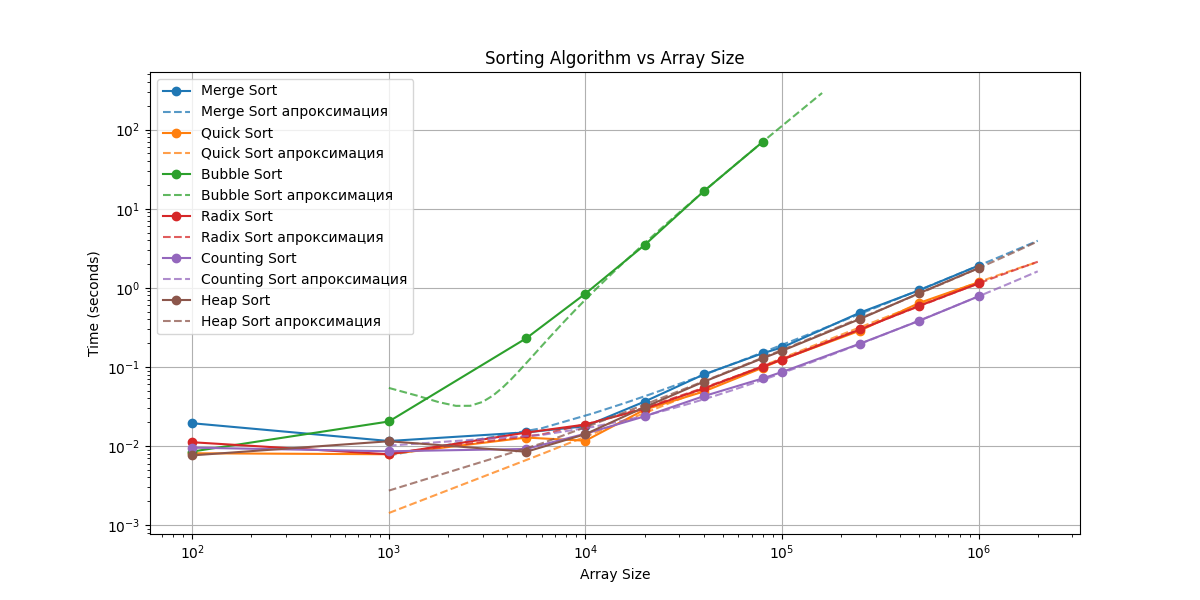 Sorting Algorithm vs Array Size
Merge Sort
Merge Sort апроксимация
Quick Sort
Quick Sort апроксимация
Bubble Sort
Bubble Sort апроксимация
Radix Sort
Radix Sort апроксимация
Counting Sort
Counting Sort апроксимация
Heap Sort
Heap Sort апроксимация
Time (seconds)
10²
10¹
10⁰
10⁻¹
10⁻²
10⁻³
10² 10³ 10⁴ 10⁵ 10⁶
Array Size